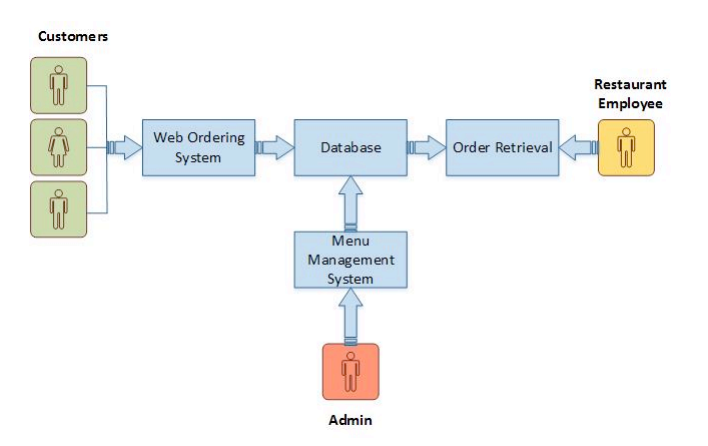 Customers
Restaurant
Employee
Web Ordering
System
Database
Order Retrieval
Menu
Management
System
Admin